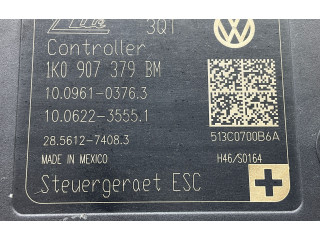 3Q1
Controller
1K0 907 379 BM
10.0961-0376.3
10.0622-3555.1
28.5612-7408.3
513C0700B6A
MADE IN MEXICO
H46/S0164
Steuergeraet ESC